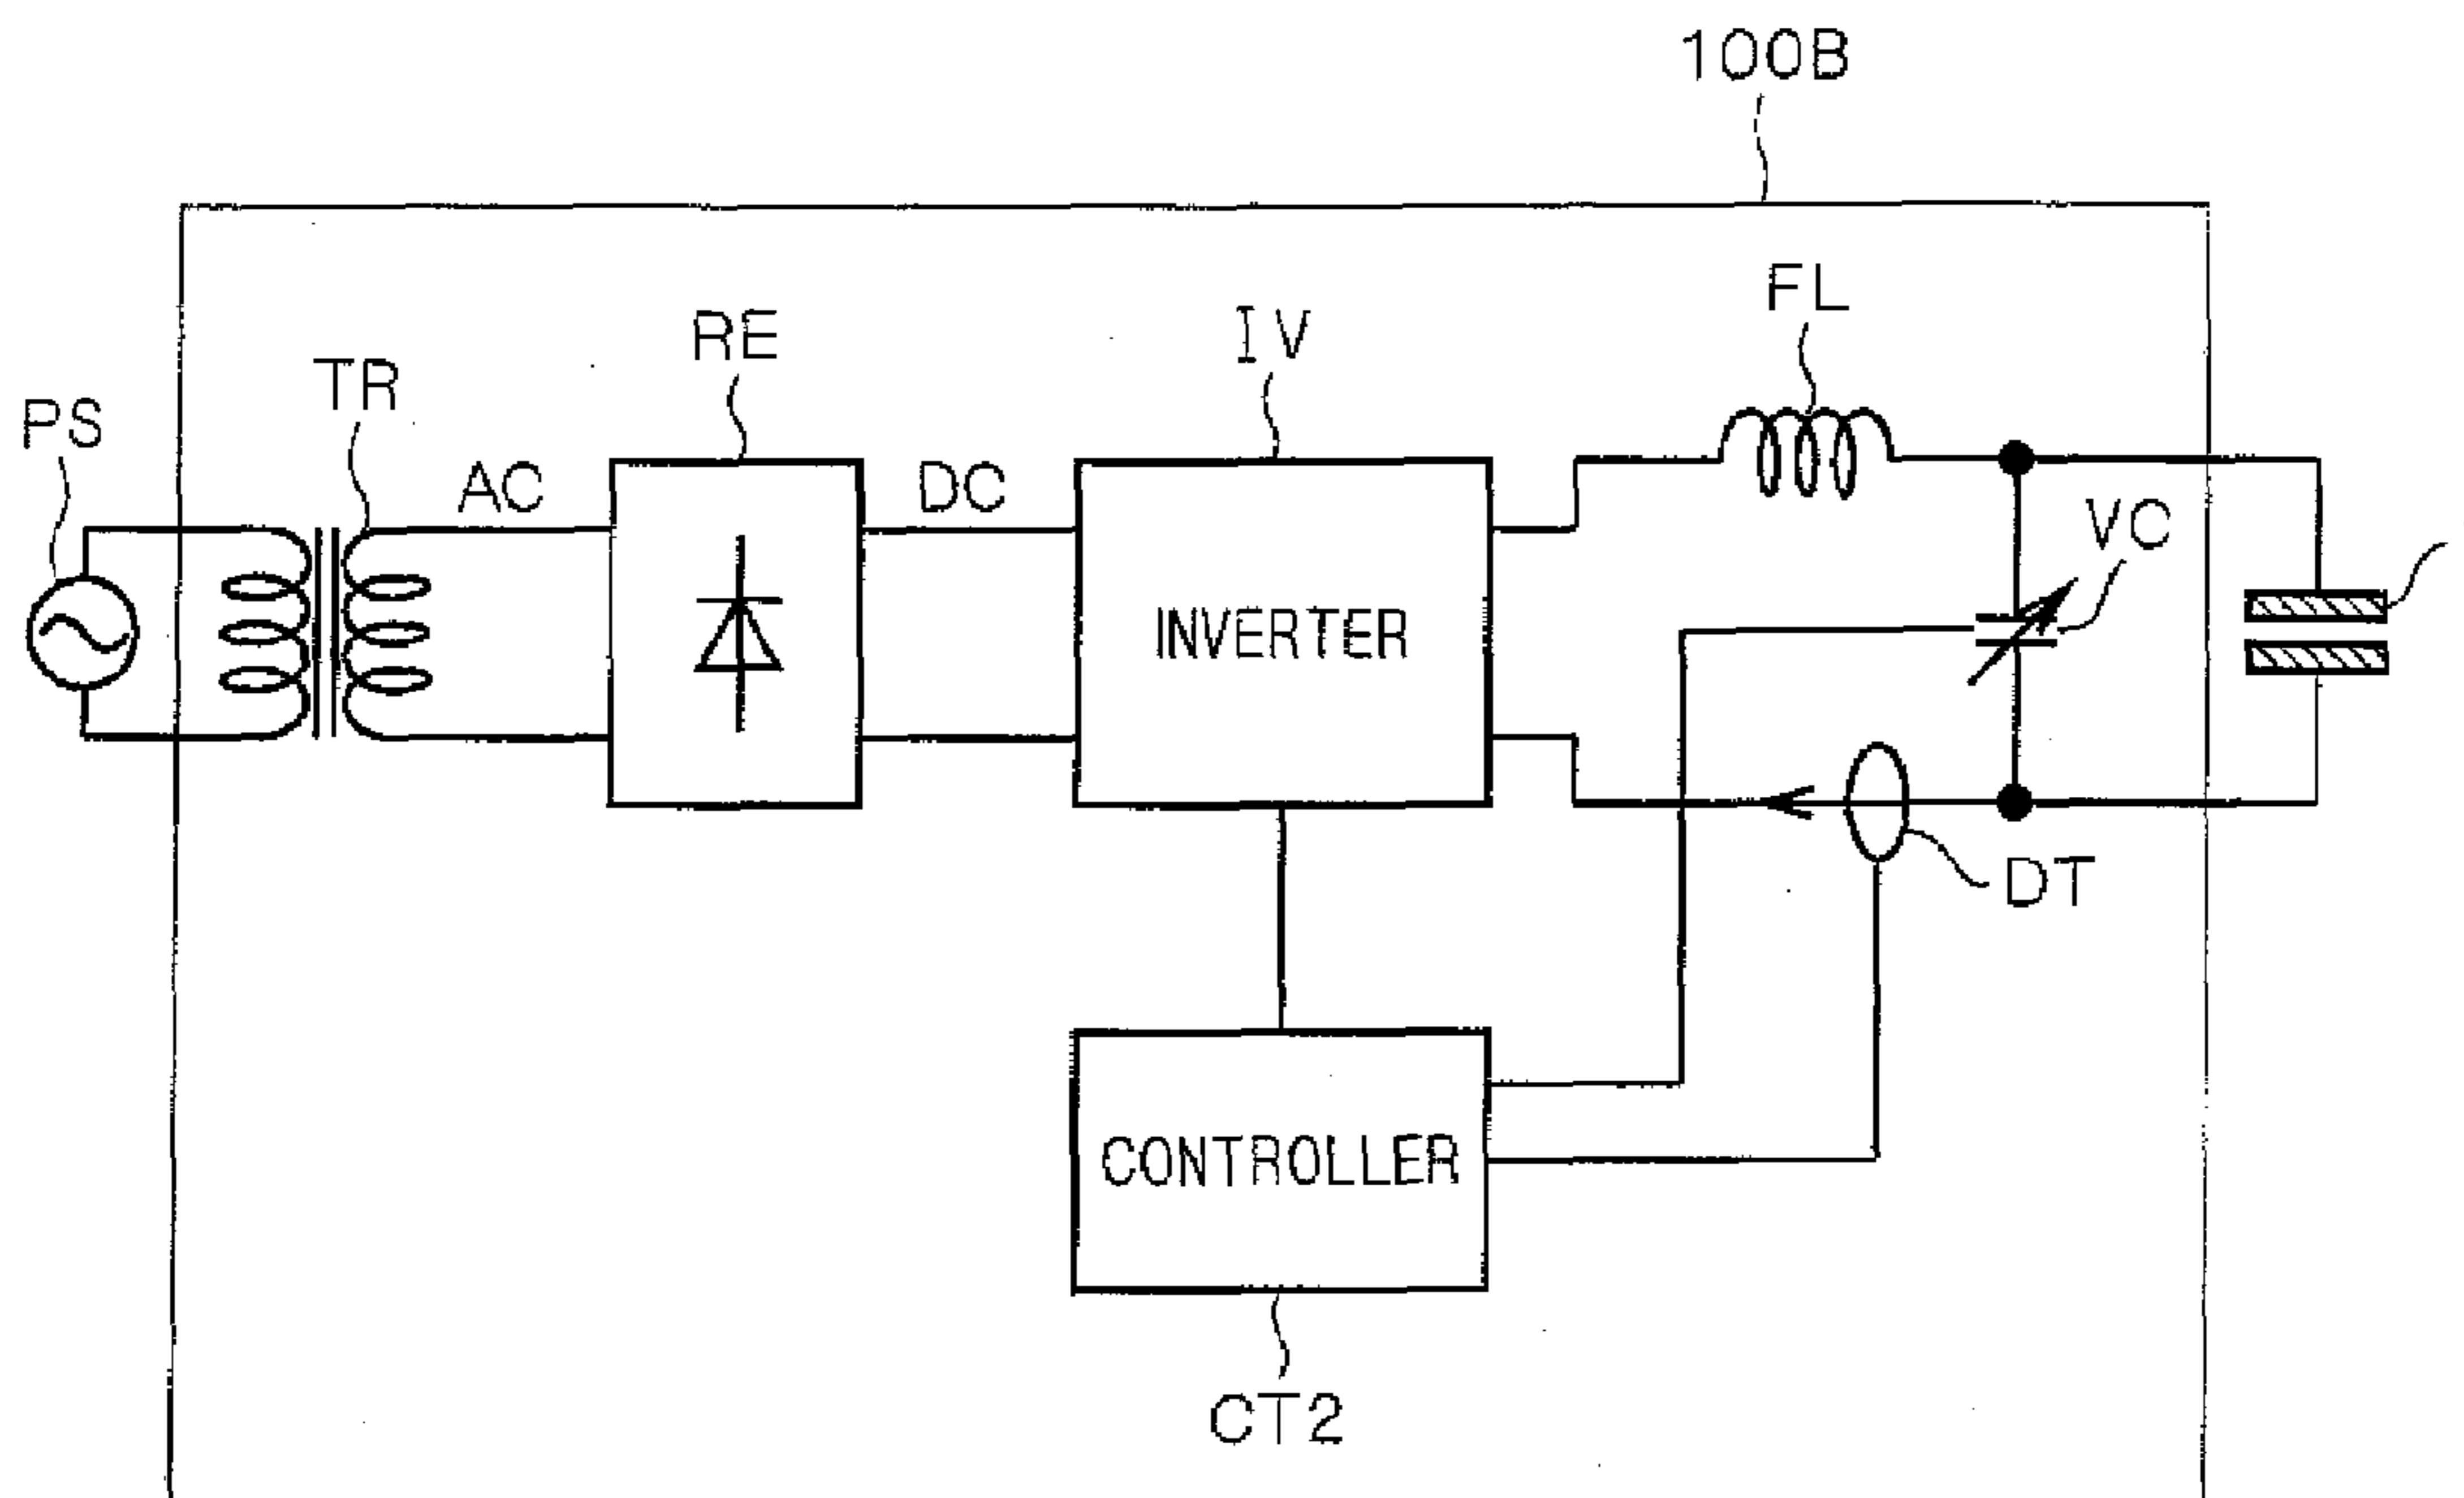 100B
FL
RE
IV
TR
PS
AC
DC
VC
INVERTER
DT
CONTROLLER
CT2